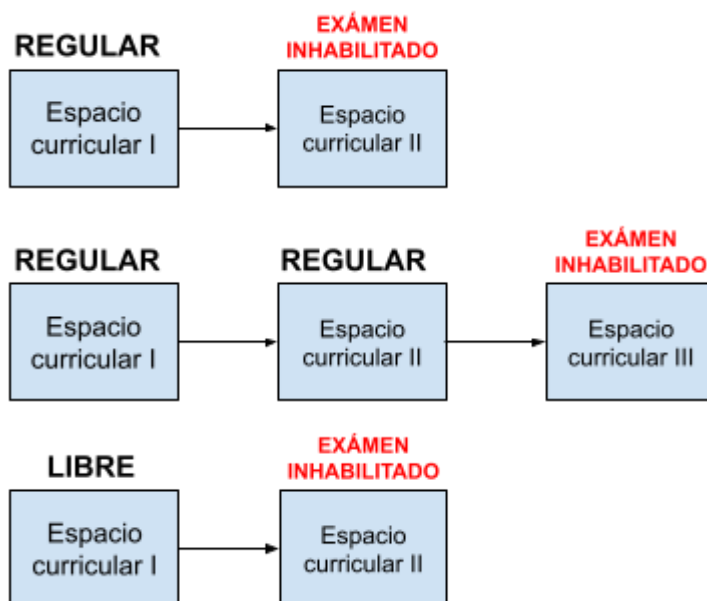 REGULAR
EXÁMEN
INHABILITADO
Espacio
curricular I
Espacio
curricular II
REGULAR
REGULAR
EXÁMEN
INHABILITADO
Espacio
curricular I
Espacio
curricular II
Espacio
curricular III
LIBRE
EXÁMEN
INHABILITADO
Espacio
curricular I
Espacio
curricular II